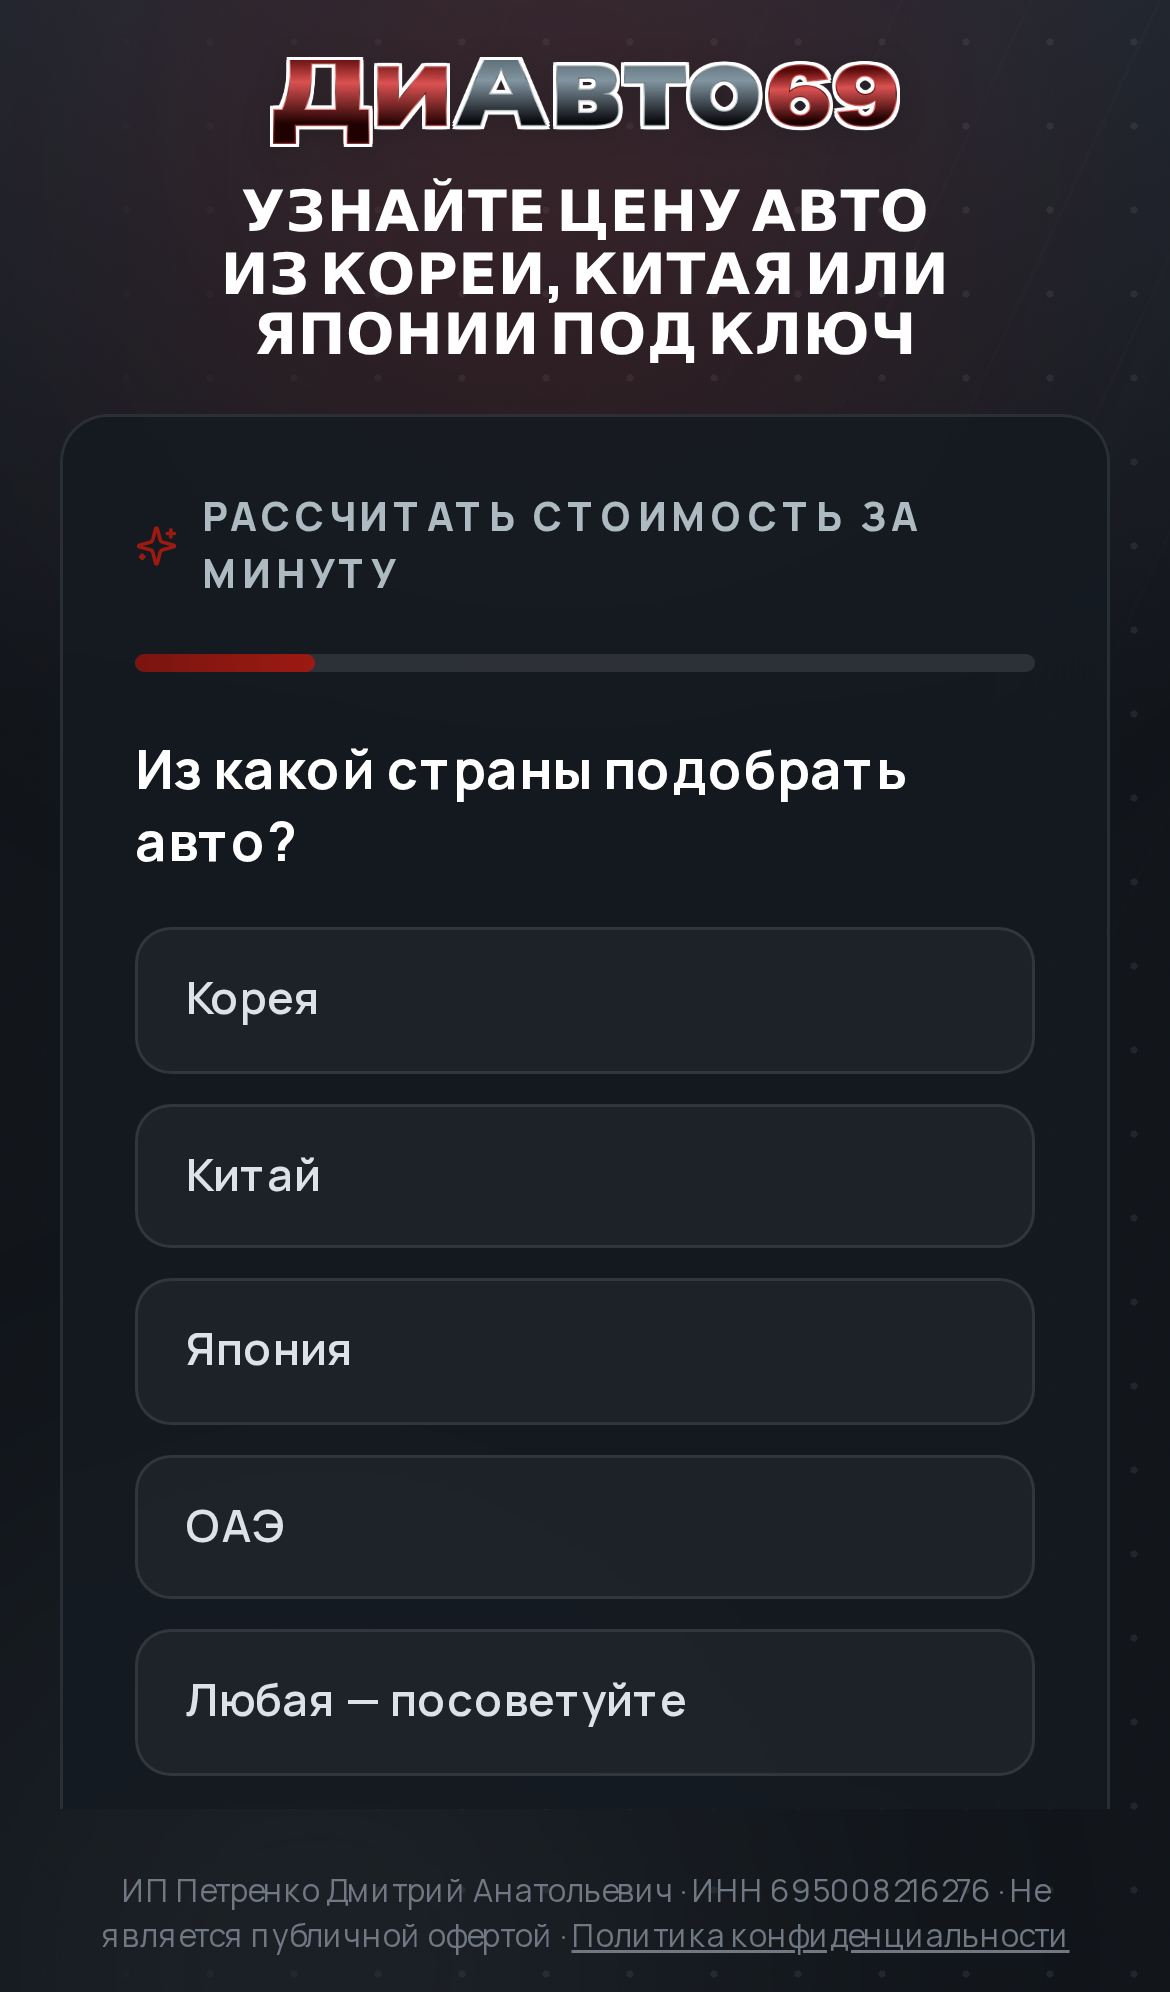 ДиАвто69
УЗНАЙТЕ ЦЕНУ АВТО
ИЗ КОРЕИ, КИТАЯ ИЛИ
ЯПОНИИ ПОД КЛЮЧ
РАССЧИТАТЬ СТОИМОСТЬ ЗА
МИНУТУ
Из какой страны подобрать
авто?
Корея
Китай
Япония
ОАЭ
Любая — посоветуйте
ИП Петренко Дмитрий Анатольевич · ИНН 695008216276 · Не
является публичной офертой · Политика конфиденциальности